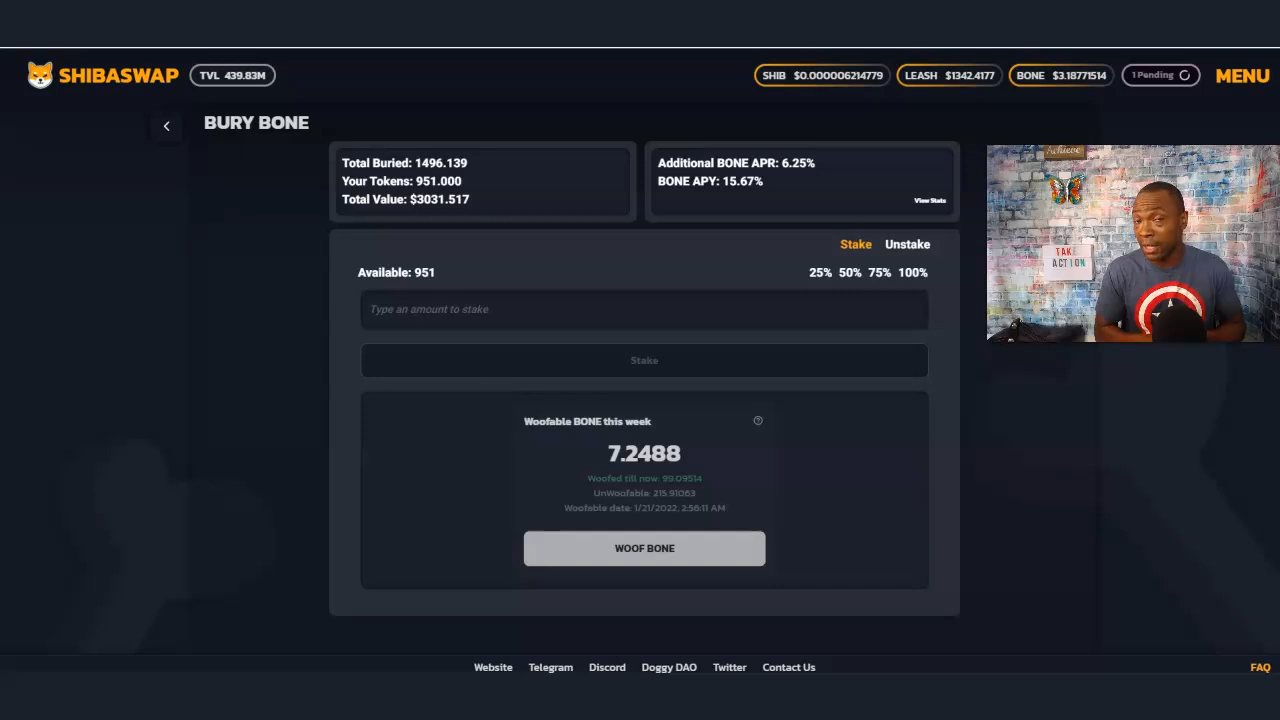 SHIBASWAP
TVL 439.83M
SHIB $0.000006214779
LEASH $1342.4177
BONE $3.18771514
1 Pending
MENU
BURY BONE
Total Buried: 1496.139
Your Tokens: 951.000
Total Value: $3031.517
Additional BONE APR: 6.25%
BONE APY: 15.67%
View Stats
Achieve
TAK
ACTION
Stake Unstake
Available: 951
25% 50% 75% 100%
Type an amount to stake
Stake
Woofable BONE this week
7.2488
Woofed till now: 99.09514
UnWoofable: 215.91063
Woofable date: 1/21/2022, 2:56:11 AM
WOOF BONE
Website Telegram Discord Doggy DAO Twitter Contact Us
FAQ